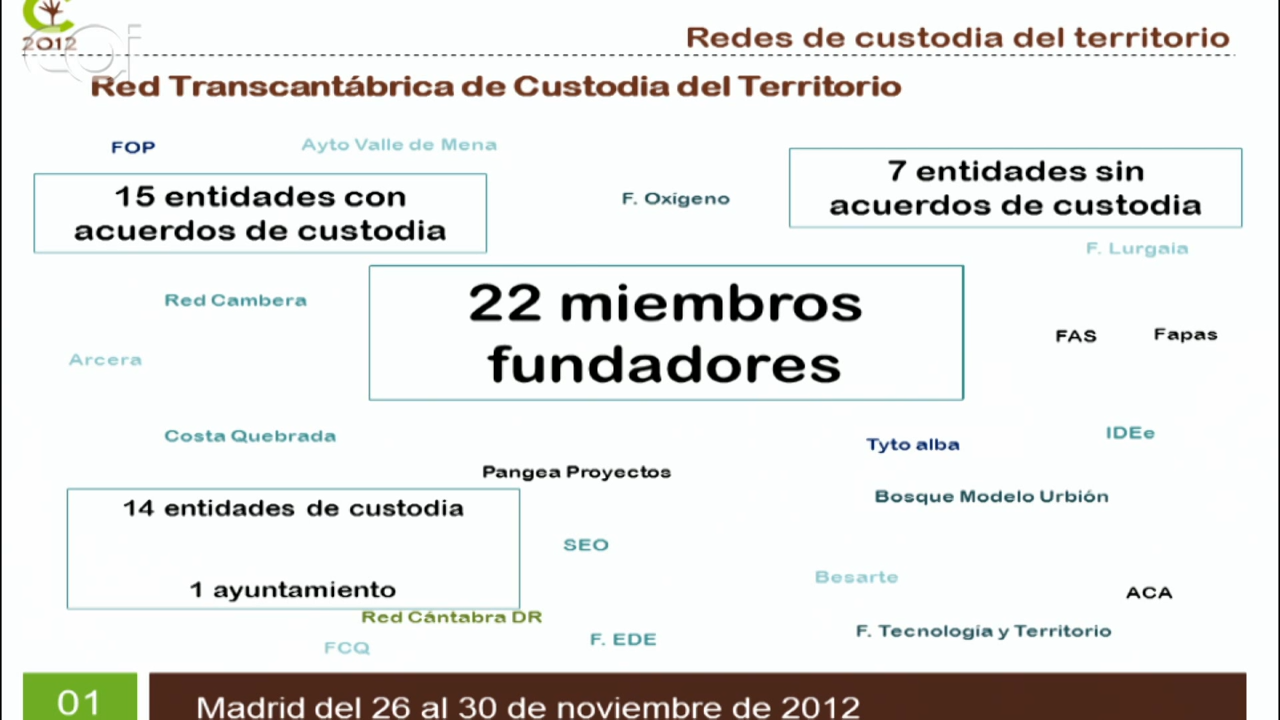 2012
Redes de custodia del territorio
Red Transcantábrica de Custodia del Territorio
FOP
Ayto Valle de Mena
15 entidades con
acuerdos de custodia
F. Oxígeno
7 entidades sin
acuerdos de custodia
F. Lurgaia
Red Cambera
22 miembros
fundadores
FAS
Fapas
Arcera
Costa Quebrada
Tyto alba
IDEe
Pangea Proyectos
Bosque Modelo Urbión
14 entidades de custodia
1 ayuntamiento
SEO
Besarte
ACA
Red Cántabra DR
FCQ
F. EDE
F. Tecnología y Territorio
01
Madrid del 26 al 30 de noviembre de 2012